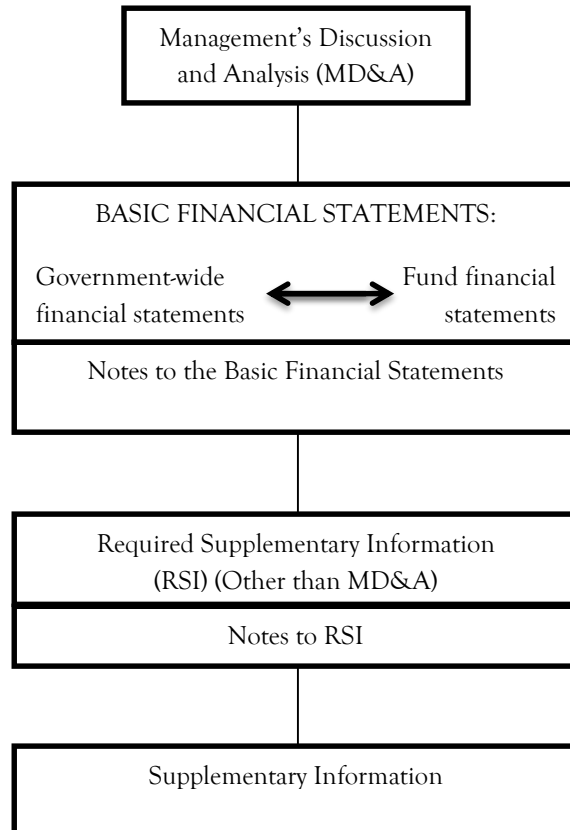 Management’s Discussion
and Analysis (MD&A)
BASIC FINANCIAL STATEMENTS:
Government-wide
financial statements
Fund financial
statements
Notes to the Basic Financial Statements
Required Supplementary Information
(RSI) (Other than MD&A)
Notes to RSI
Supplementary Information